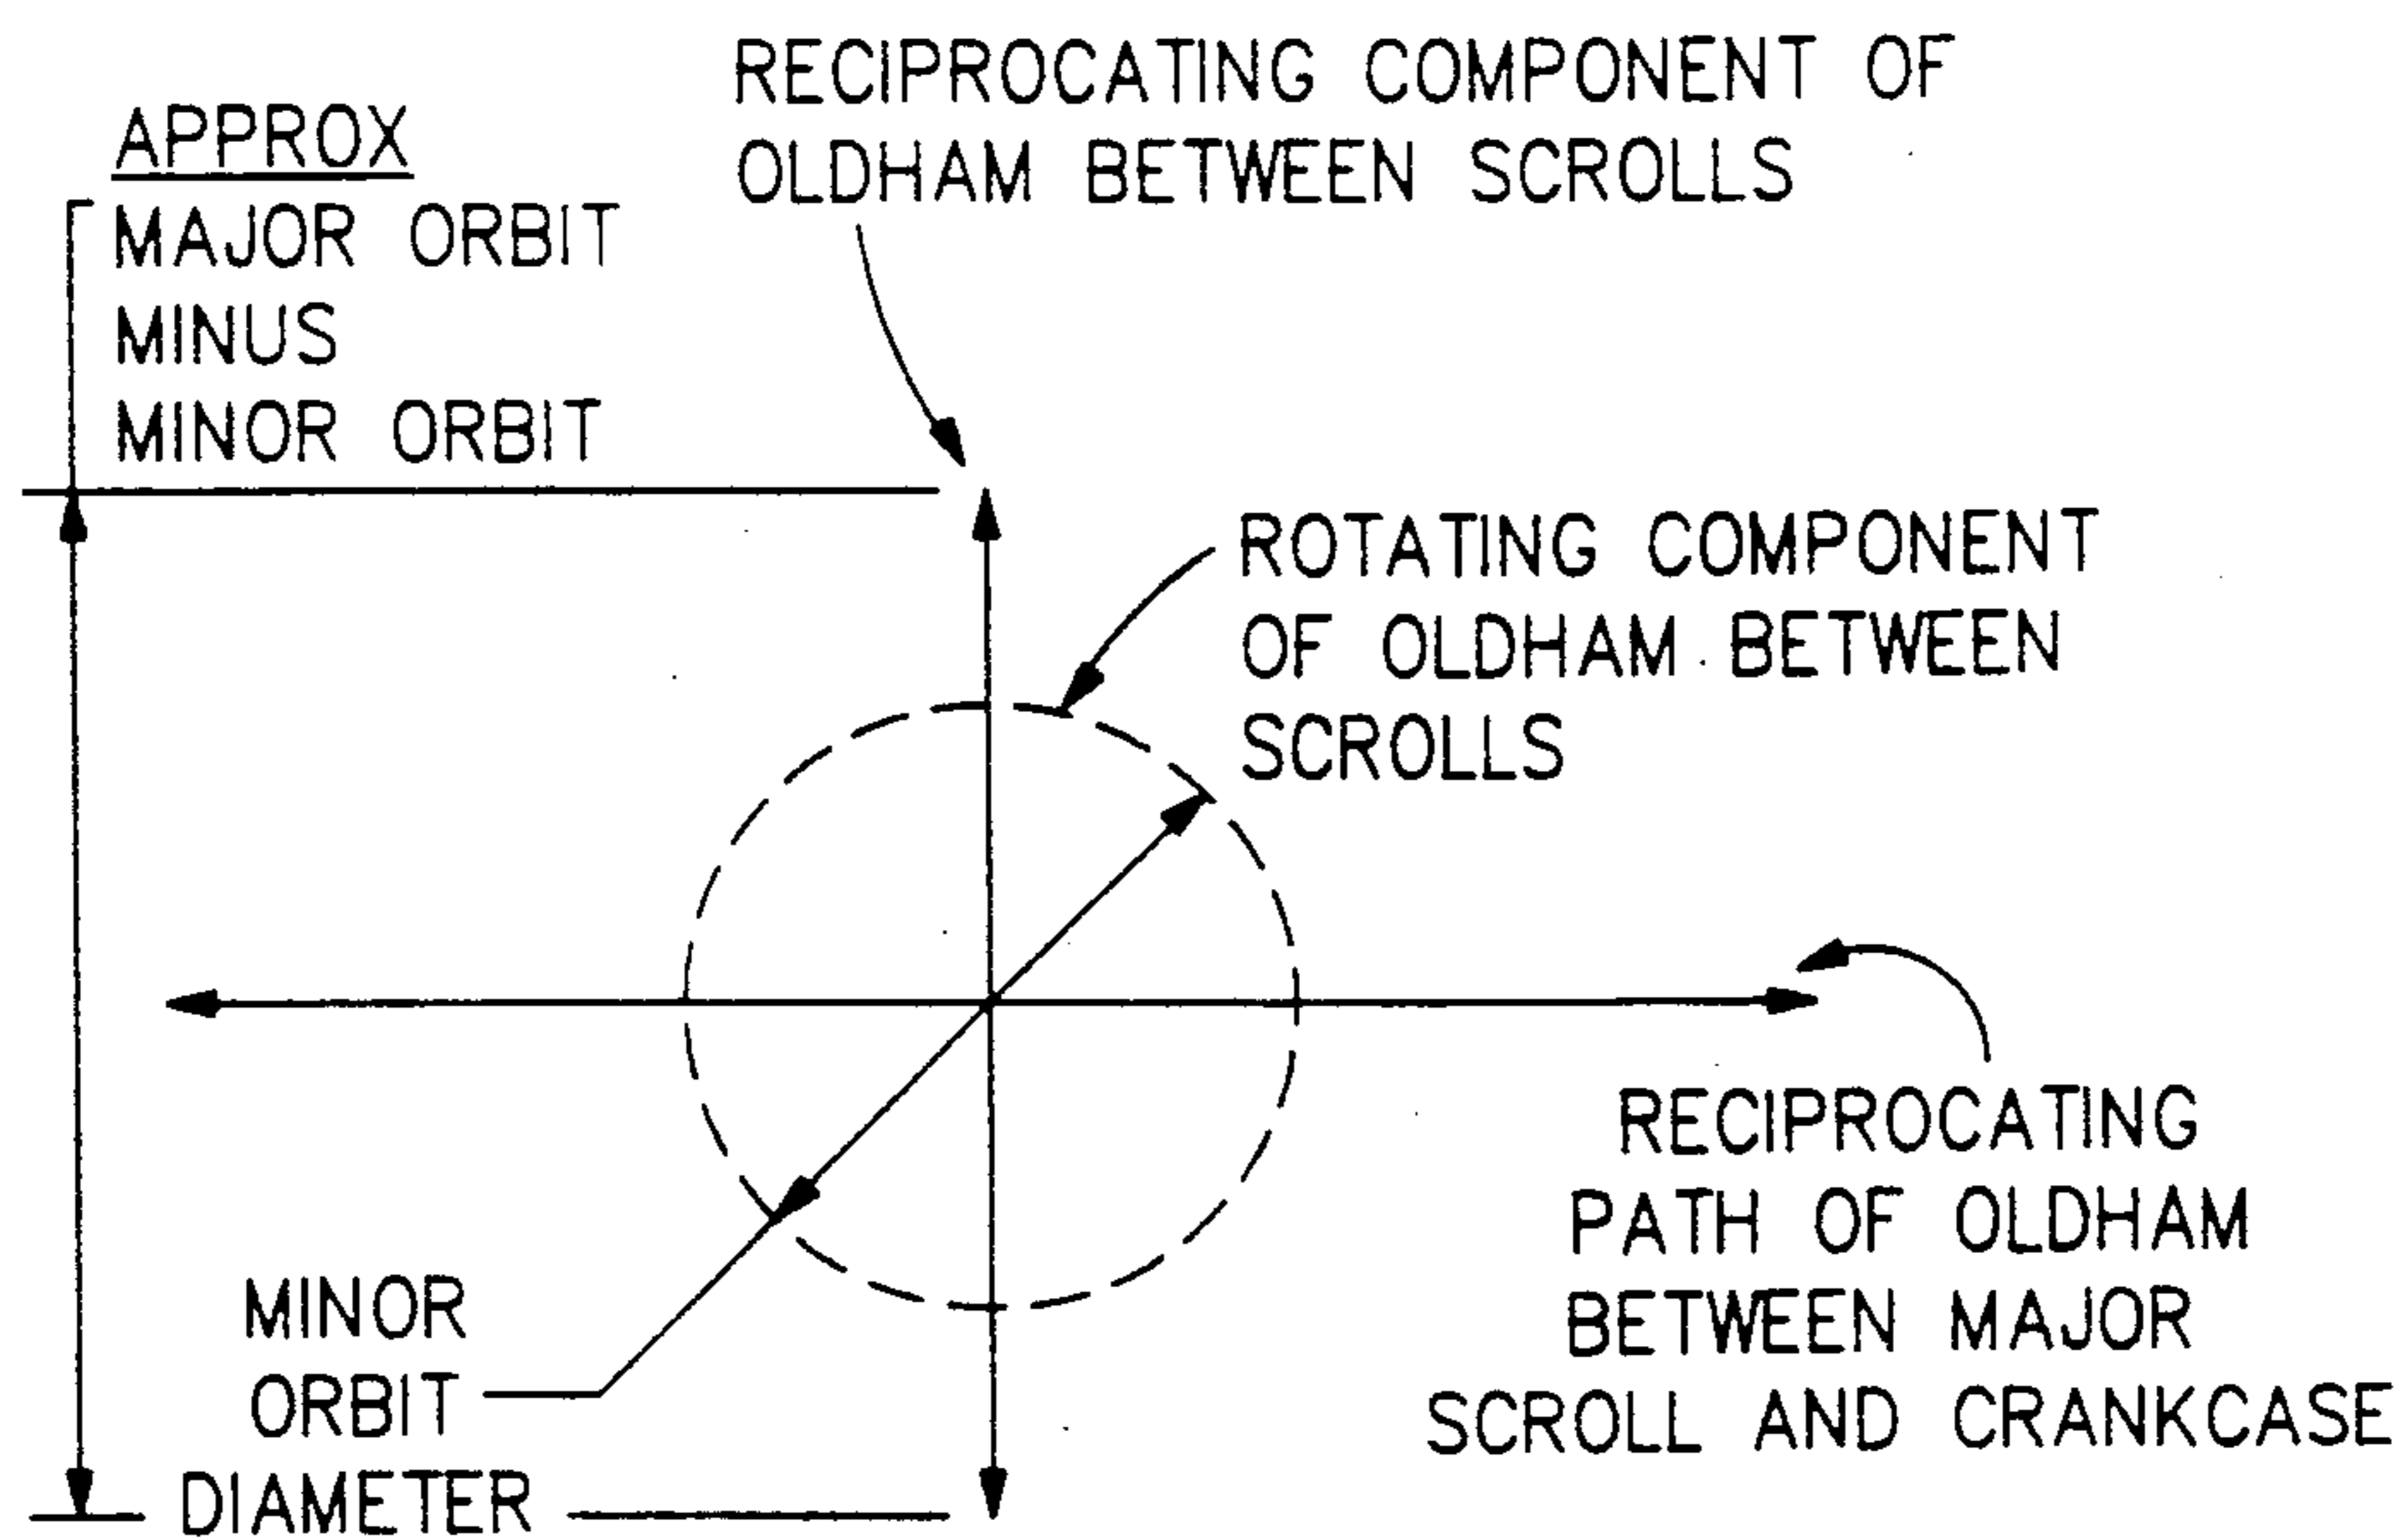 RECIPROCATING COMPONENT OF
OLDHAM BETWEEN SCROLLS
APPROX
MAJOR ORBIT
MINUS
MINOR ORBIT
ROTATING COMPONENT
OF OLDHAM BETWEEN
SCROLLS
RECIPROCATING
PATH OF OLDHAM
BETWEEN MAJOR
SCROLL AND CRANKCASE
MINOR
ORBIT
DIAMETER